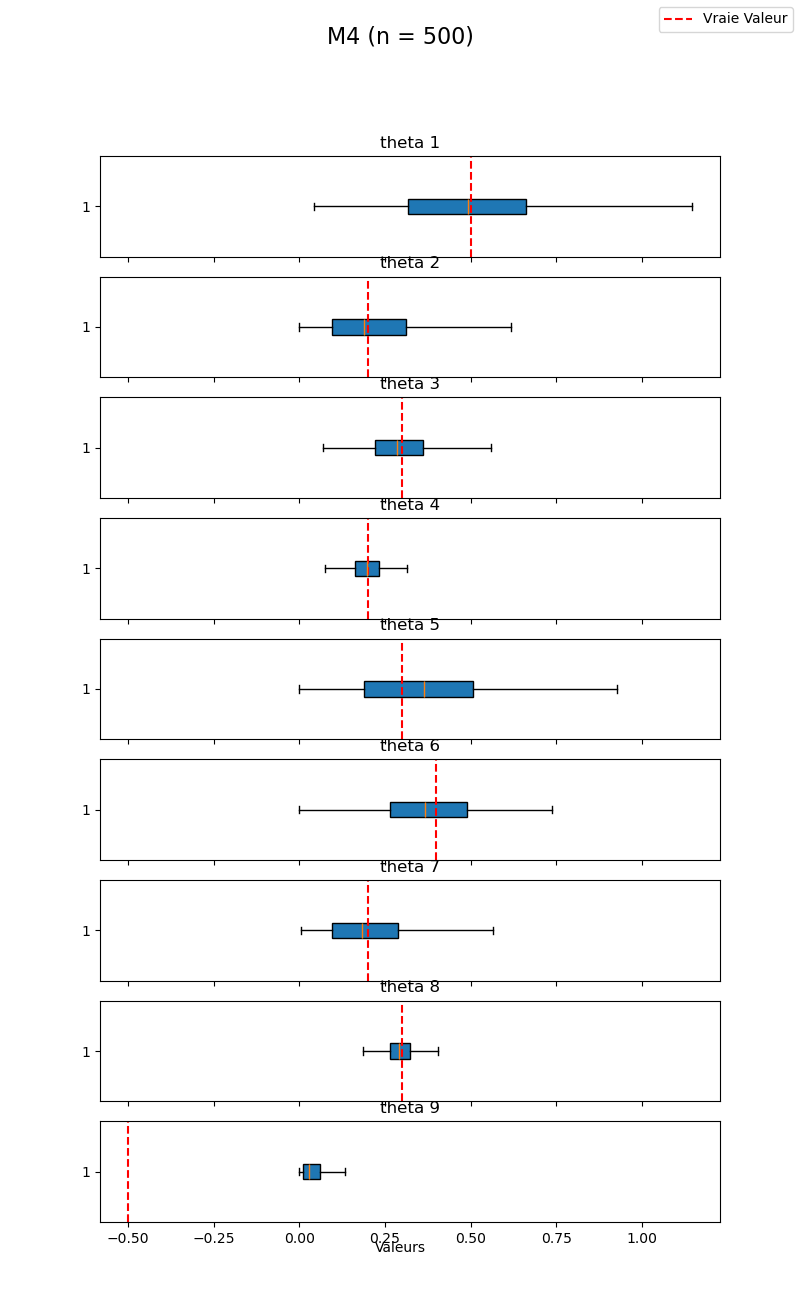 Vraie Valeur
M4 (n = 500)
theta 1
1
theta 2
1
theta 3
1
theta 4
1
theta 5
1
theta 6
1
theta 7
1
theta 8
1
theta 9
1
−0.50 −0.25 0.00 0.25 0.50 0.75 1.00
Valeurs